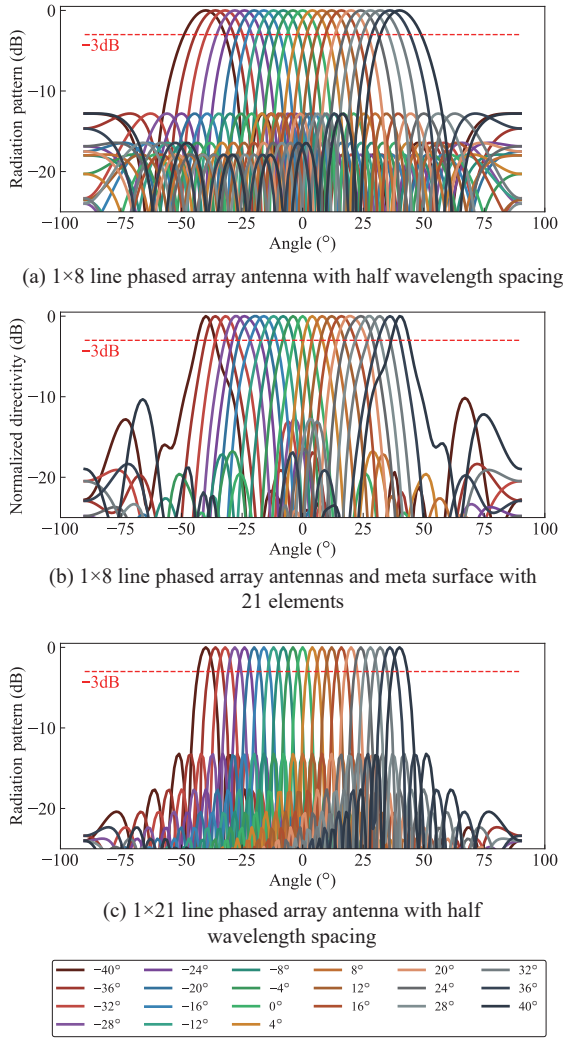 0
−3dB
−10
−20
Radiation pattern (dB)
−100 −75 −50 −25 0 25 50 75 100
Angle (°)
(a) 1×8 line phased array antenna with half wavelength spacing
0
−3dB
−10
−20
Normalized directivity (dB)
−100 −75 −50 −25 0 25 50 75 100
Angle (°)
(b) 1×8 line phased array antennas and meta surface with
21 elements
0
−3dB
−10
−20
Radiation pattern (dB)
−100 −75 −50 −25 0 25 50 75 100
Angle (°)
(c) 1×21 line phased array antenna with half
wavelength spacing
−40° −24° −8° 8° 20° 32°
−36° −20° −4° 12° 24° 36°
−32° −16° 0° 16° 28° 40°
−28° −12° 4°